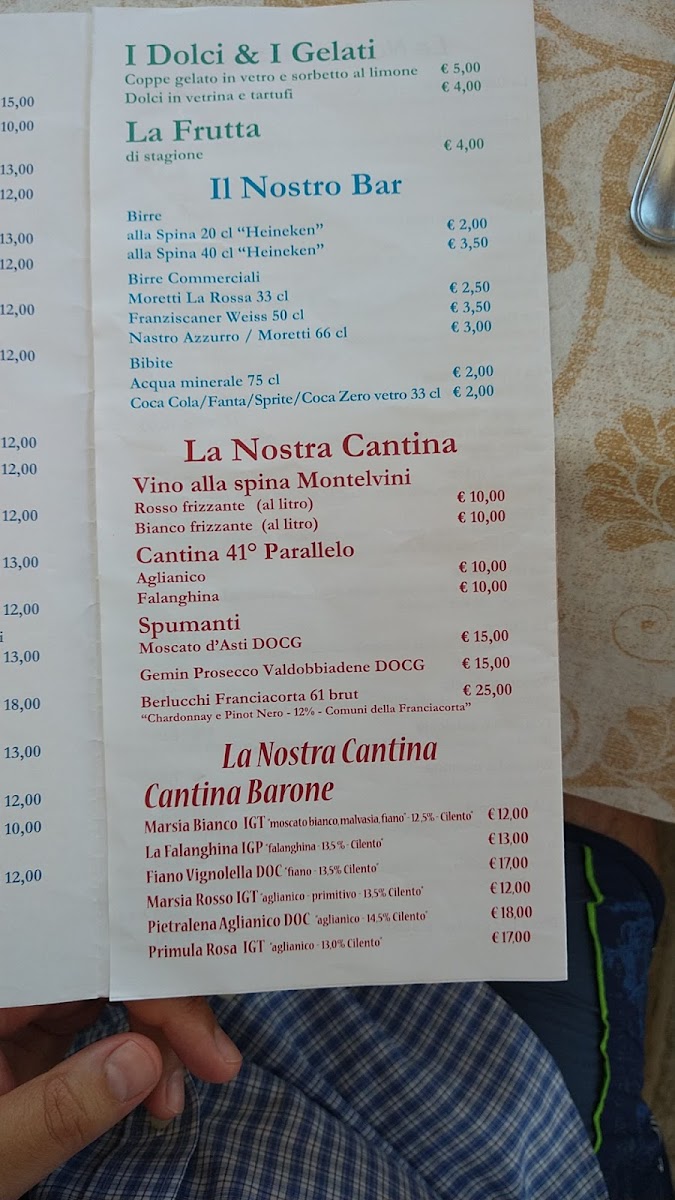 15,00
10,00
13,00
12,00
13,00
12,00
12,00
12,00
12,00
12,00
12,00
13,00
12,00
i
13,00
18,00
13,00
12,00
10,00
12,00
I Dolci & I Gelati
Coppe gelato in vetro e sorbetto al limone € 5,00
Dolci in vetrina e tartufi € 4,00
La Frutta
di stagione € 4,00
Il Nostro Bar
Birre
alla Spina 20 cl “Heineken” € 2,00
alla Spina 40 cl “Heineken” € 3,50
Birre Commerciali
Moretti La Rossa 33 cl € 2,50
Franziscaner Weiss 50 cl € 3,50
Nastro Azzurro / Moretti 66 cl € 3,00
Bibite
Acqua minerale 75 cl € 2,00
Coca Cola/Fanta/Sprite/Coca Zero vetro 33 cl € 2,00
La Nostra Cantina
Vino alla spina Montelvini
Rosso frizzante (al litro) € 10,00
Bianco frizzante (al litro) € 10,00
Cantina 41° Parallelo
Aglianico € 10,00
Falanghina € 10,00
Spumanti
Moscato d'Asti DOCG € 15,00
Gemin Prosecco Valdobbiadene DOCG € 15,00
Berlucchi Franciacorta 61 brut € 25,00
“Chardonnay e Pinot Nero - 12% - Comuni della Franciacorta”
La Nostra Cantina
Cantina Barone
Marsia Bianco IGT "moscato bianco, malvasia, fiano" - 12,5% - Cilento" € 12,00
La Falanghina IGP "falanghina - 13,5% - Cilento" € 13,00
Fiano Vignolella DOC "fiano - 13,5% Cilento" € 17,00
Marsia Rosso IGT "aglianico - primitivo - 13,5% Cilento" € 12,00
Pietralena Aglianico DOC "aglianico - 14,5% Cilento" € 18,00
Primula Rosa IGT "aglianico - 13,0% Cilento" € 17,00